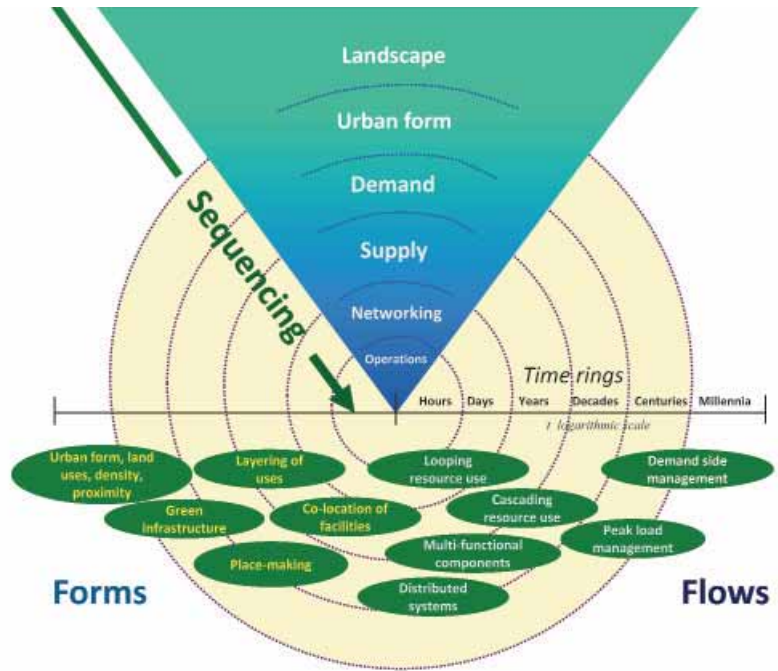 Landscape
Urban form
Demand
Supply
Networking
Operations
Sequencing
Time rings
Hours Days Years Decades Centuries Millennia
t logarithmic scale
Urban form, land
uses, density,
proximity
Layering of
uses
Looping
resource use
Demand side
management
Green
infrastructure
Co-location of
facilities
Cascading
resource use
Peak load
management
Place-making
Multi-functional
components
Distributed
systems
Forms
Flows